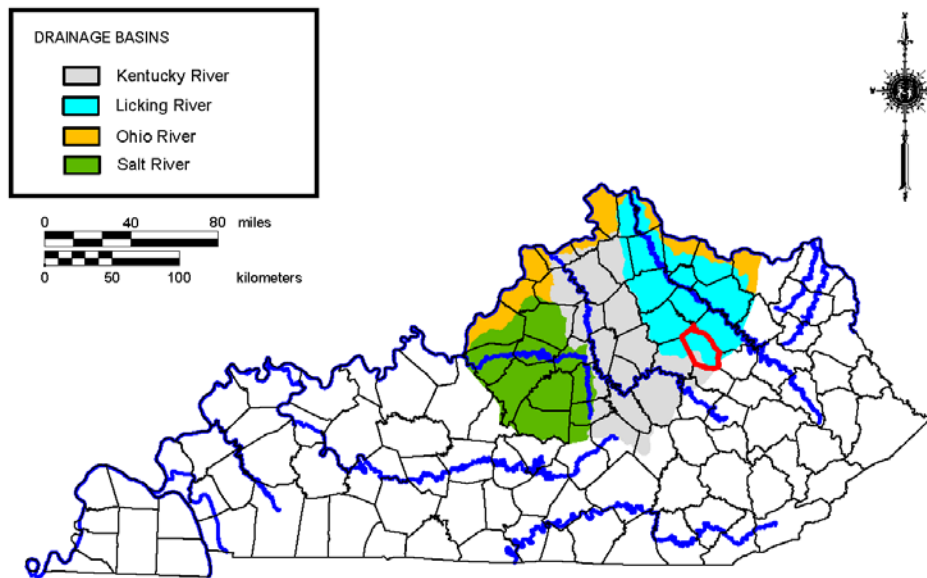 DRAINAGE BASINS
Kentucky River
Licking River
Ohio River
Salt River
0 40 80 miles
0 50 100
kilometers